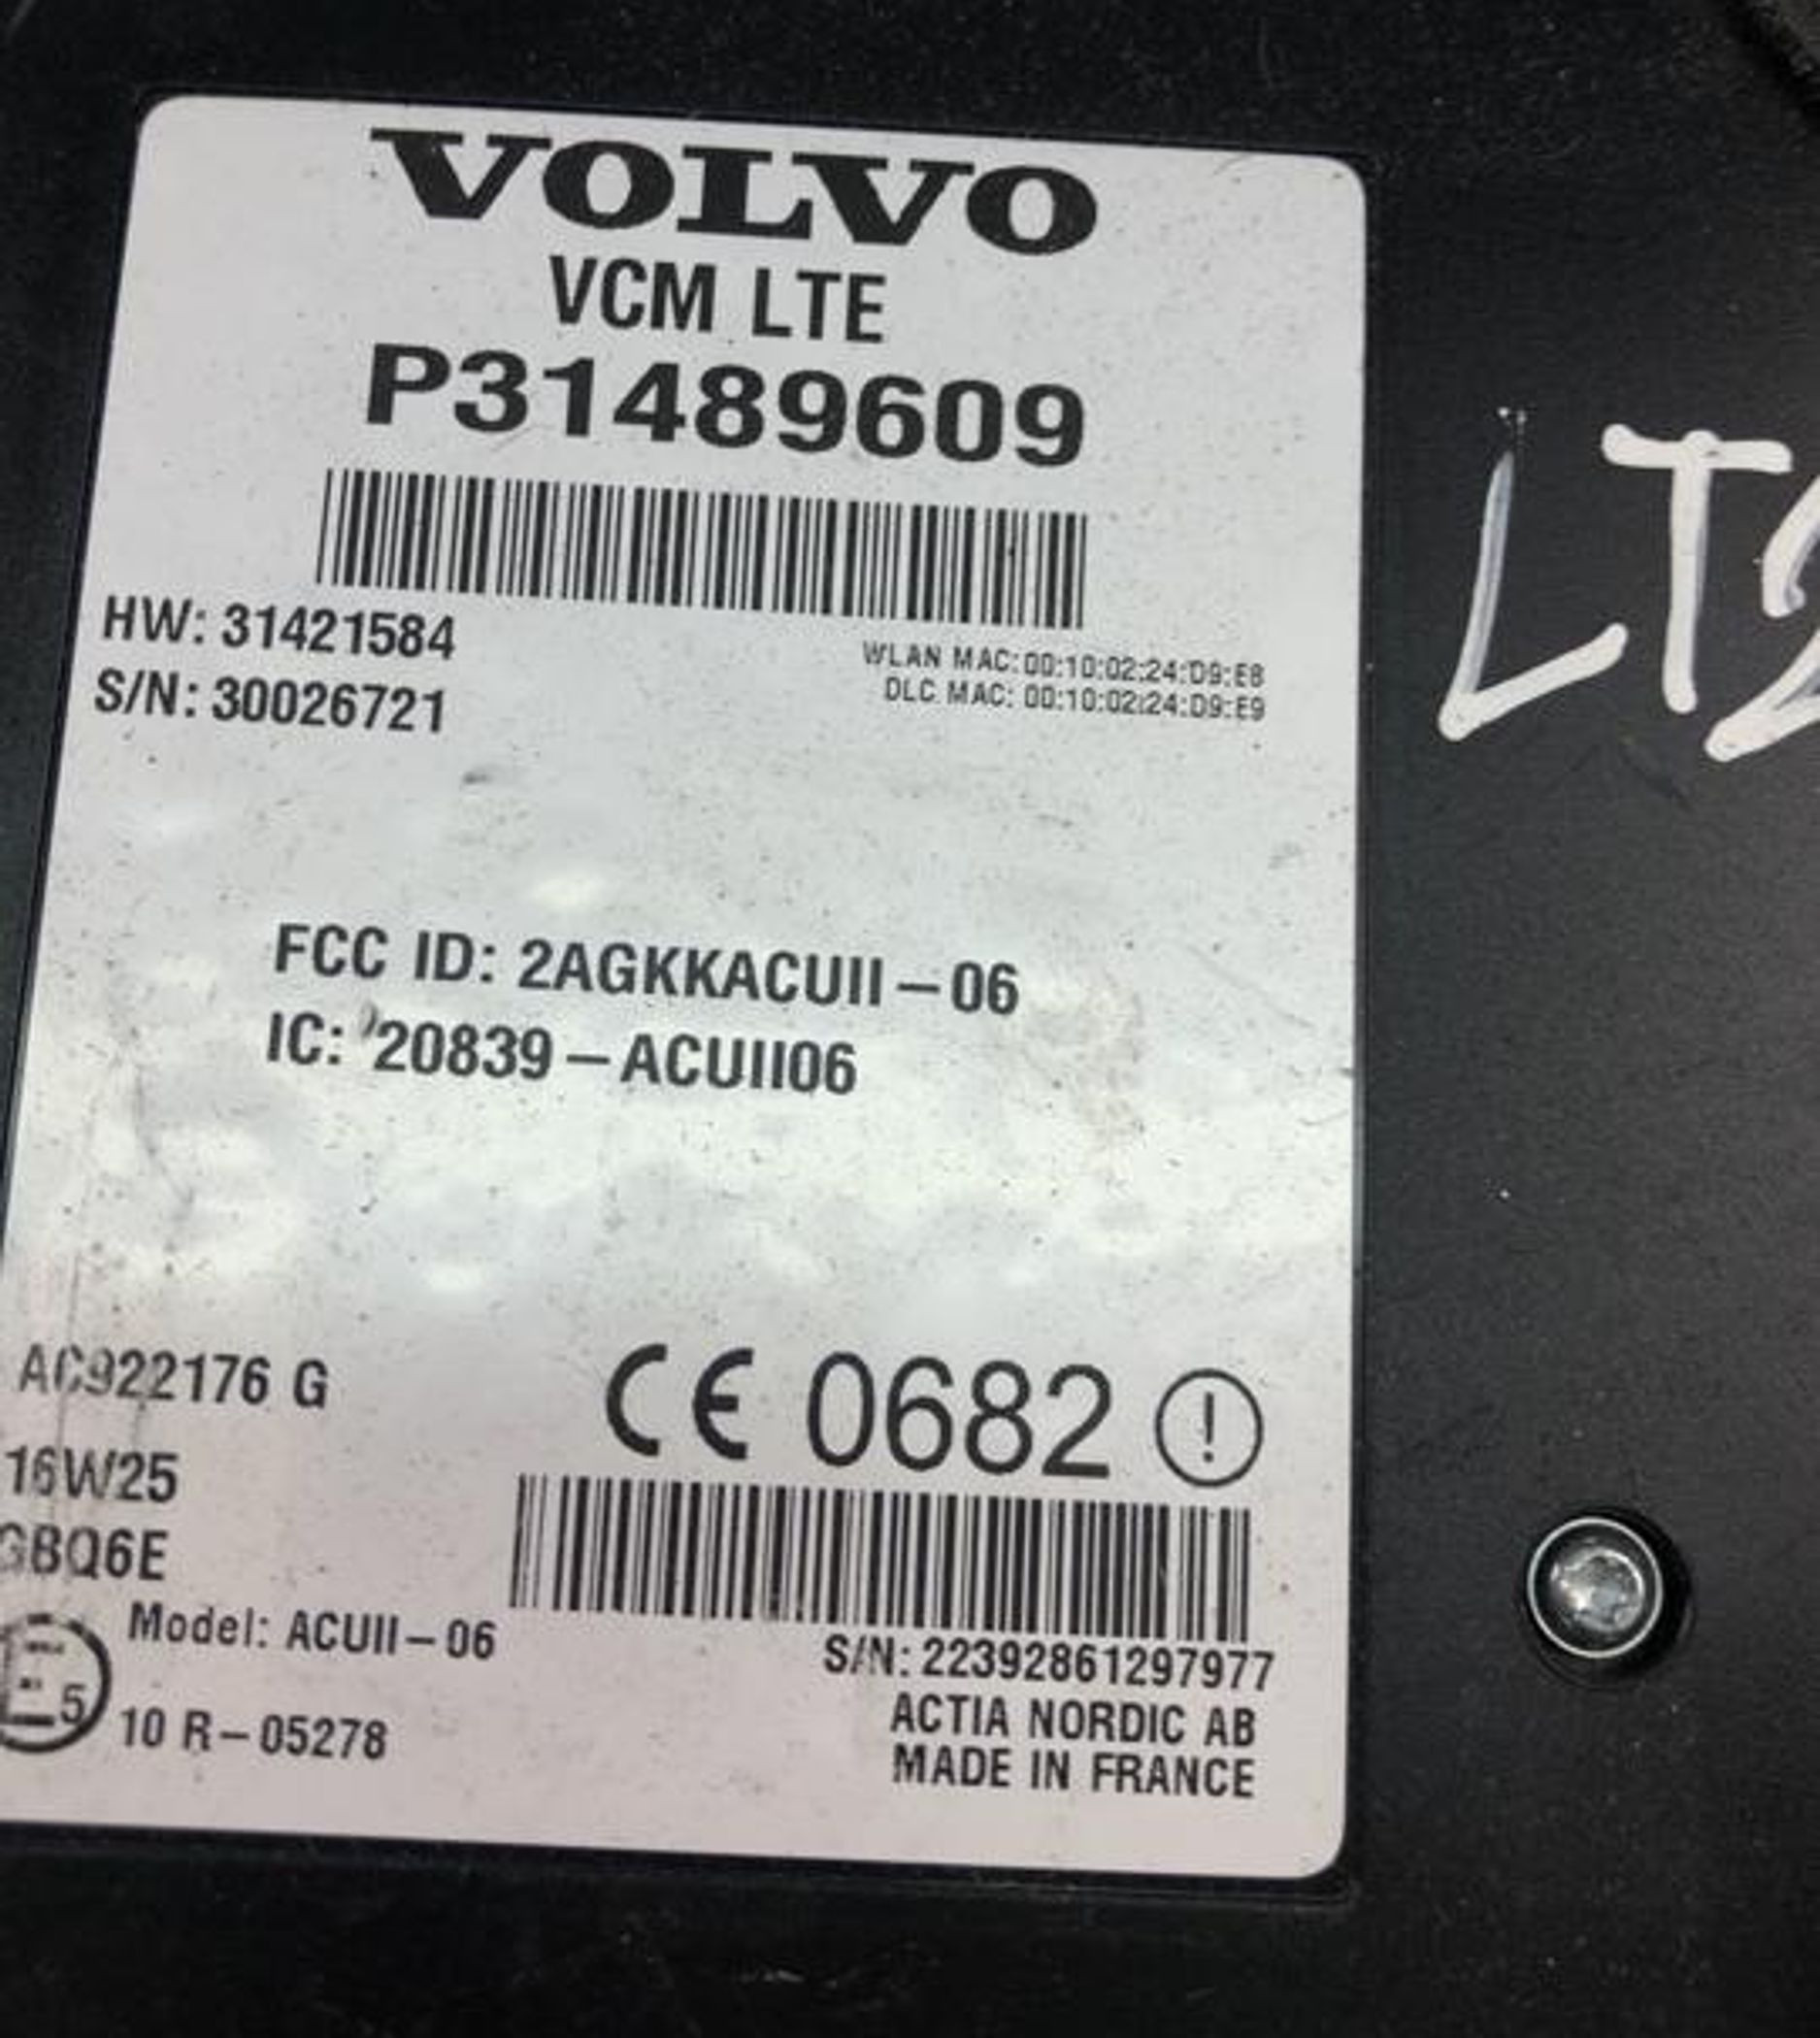 VOLVO
VCM LTE
P31489609
HW: 31421584
S/N: 30026721
WLAN MAC: 00:10:02:24:D9:E8
DLC MAC: 00:10:02:24:D9:E9
LT
FCC ID: 2AGKKACUII-06
IC: 20839-ACUII06
AC922176 G
CE 0682
16W25
GBQ6E
Model: ACUII-06
S/N: 22392861297977
5
10 R-05278
ACTIA NORDIC AB
MADE IN FRANCE